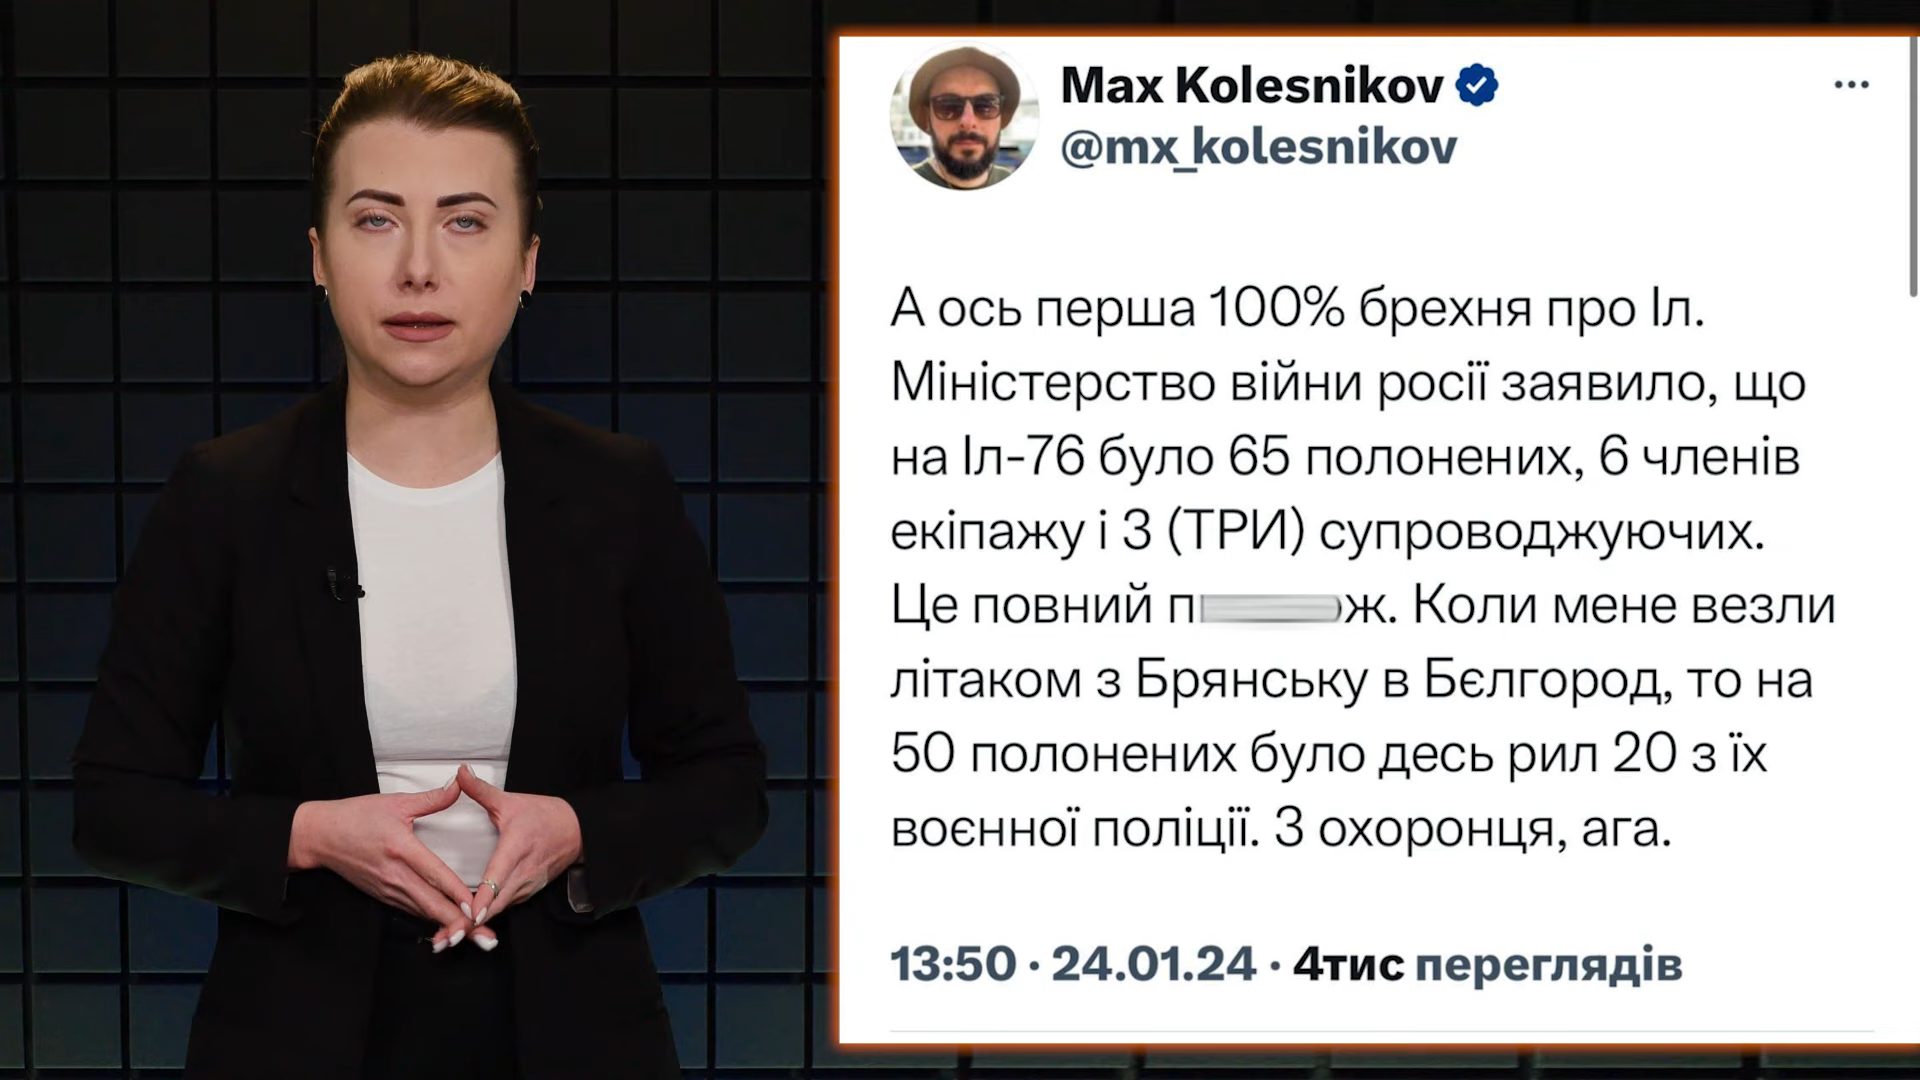 Max Kolesnikov
@mx_kolesnikov
А ось перша 100% брехня про Іл.
Міністерство війни росії заявило, що
на Іл-76 було 65 полонених, 6 членів
екіпажу і 3 (ТРИ) супроводжуючих.
Це повний п ж. Коли мене везли
літаком з Брянську в Бєлгород, то на
50 полонених було десь рил 20 з їх
воєнної поліції. 3 охоронця, ага.
13:50 · 24.01.24 · 4тис переглядів